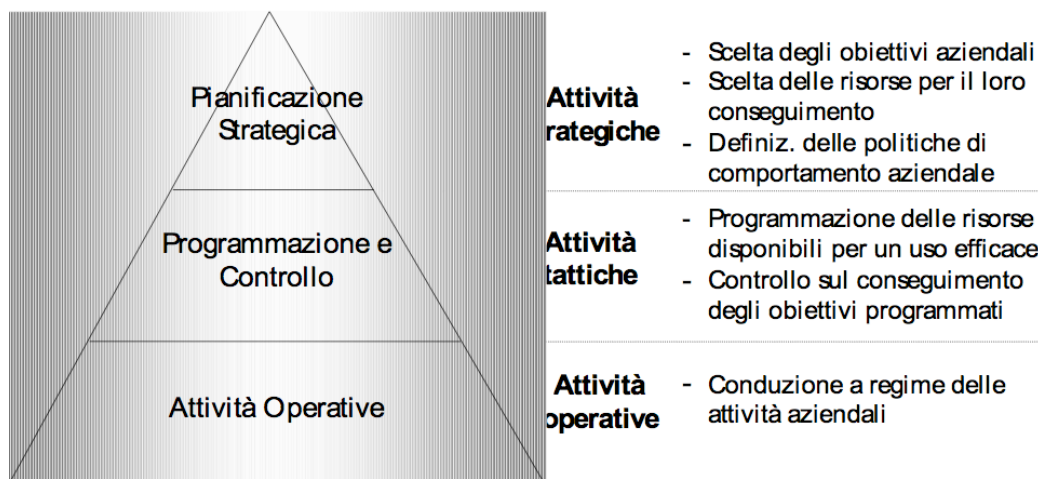 Pianificazione
Strategica
Attività
trategiche
- Scelta degli obiettivi aziendali
- Scelta delle risorse per il loro
conseguimento
- Definiz. delle politiche di
comportamento aziendale
Programmazione e
Controllo
Attività
tattiche
- Programmazione delle risorse
disponibili per un uso efficace
- Controllo sul conseguimento
degli obiettivi programmati
Attività Operative
Attività
operative
- Conduzione a regime delle
attività aziendali